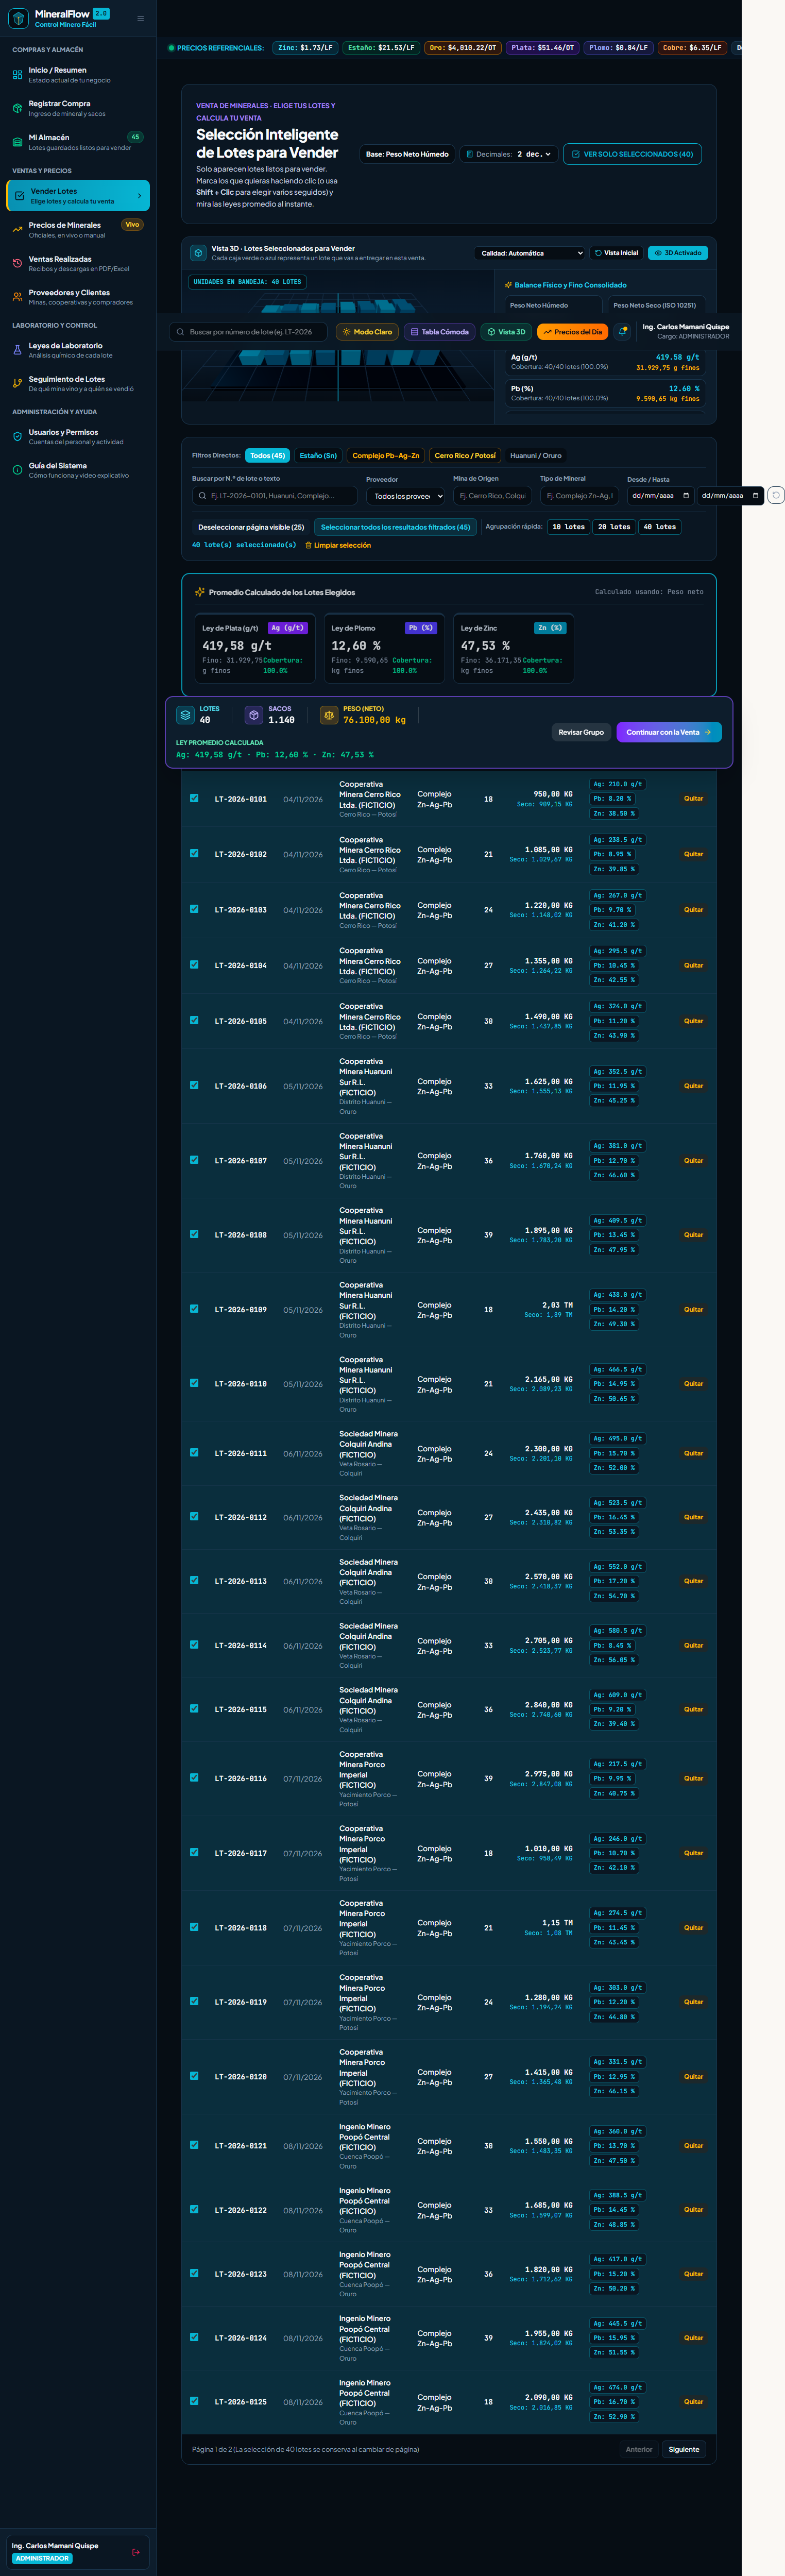 MineralFlow 2.0
Control Minero Fácil
COMPRAS Y ALMACÉN
Inicio / Resumen
Estado actual de tu negocio
Registrar Compra
Ingreso de mineral y sacos
Mi Almacén 45
Lotes guardados listos para vender
VENTAS Y PRECIOS
Vender Lotes
Elige lotes y calcula tu venta
Precios de Minerales Vivo
Oficiales, en vivo o manual
Ventas Realizadas
Recibos y descargas en PDF/Excel
Proveedores y Clientes
Minas, cooperativas y compradores
LABORATORIO Y CONTROL
Leyes de Laboratorio
Análisis químico de cada lote
Seguimiento de Lotes
De qué mina vino y a quién se vendió
ADMINISTRACIÓN Y AYUDA
Usuarios y Permisos
Cuentas del personal y actividad
Guía del Sistema
Cómo funciona y video explicativo
Ing. Carlos Mamani Quispe
ADMINISTRADOR
PRECIOS REFERENCIALES: Zinc: $1.73/LF Estaño: $21.53/LF Oro: $4,010.22/OT Plata: $51.46/OT Plomo: $0.84/LF Cobre: $6.35/LF
VENTA DE MINERALES · ELIGE TUS LOTES Y
CALCULA TU VENTA
Selección Inteligente
de Lotes para Vender
Solo aparecen lotes listos para vender.
Marca los que quieras haciendo clic (o usa
Shift + Clic para elegir varios seguidos) y
mira las leyes promedio al instante.
Base: Peso Neto Húmedo Decimales: 2 dec. VER SOLO SELECCIONADOS (40)
Vista 3D · Lotes Seleccionados para Vender
Cada caja verde o azul representa un lote que vas a entregar en esta venta.
Calidad: Automática Vista Inicial 3D Activado
UNIDADES EN BANDEJA: 40 LOTES
Balance Físico y Fino Consolidado
Peso Neto Húmedo Peso Neto Seco (ISO 10251)
Buscar por número de lote (ej. LT-2026 Modo Claro Tabla Cómoda Vista 3D Precios del Día
Ing. Carlos Mamani Quispe
Cargo: ADMINISTRADOR
Ag (g/t) 419.58 g/t
Cobertura: 40/40 lotes (100.0%) 31.929,75 g finos
Pb (%) 12.60 %
Cobertura: 40/40 lotes (100.0%) 9.590,65 kg finos
Filtros Directos: Todos (45) Estaño (Sn) Complejo Pb-Ag-Zn Cerro Rico / Potosí Huanuni / Oruro
Buscar por N.º de lote o texto Proveedor Mina de Origen Tipo de Mineral Desde / Hasta
Ej. LT-2026-0101, Huanuni, Complejo... Todos los provee Ej. Cerro Rico, Colqui Ej. Complejo Zn-Ag, dd/mm/aaaa dd/mm/aaaa
Deseleccionar página visible (25) Seleccionar todos los resultados filtrados (45) Agrupación rápida: 10 lotes 20 lotes 40 lotes
40 lote(s) seleccionado(s) Limpiar selección
Promedio Calculado de los Lotes Elegidos Calculado usando: Peso neto
Ley de Plata (g/t) Ag (g/t)
419,58 g/t
Fino: 31.929,75 g finos Cobertura: 100.0%
Ley de Plomo Pb (%)
12,60 %
Fino: 9.590,65 kg finos Cobertura: 100.0%
Ley de Zinc Zn (%)
47,53 %
Fino: 36.171,35 kg finos Cobertura: 100.0%
LOTES 40 SACOS 1.140 PESO (NETO) 76.100,00 kg
LEY PROMEDIO CALCULADA
Ag: 419,58 g/t · Pb: 12,60 % · Zn: 47,53 %
Revisar Grupo Continuar con la Venta
LT-2026-0101 04/11/2026 Cooperativa Minera Cerro Rico Ltda. (FICTICIO) Cerro Rico — Potosí Complejo Zn-Ag-Pb 18 950,00 KG Seco: 909,15 KG Ag: 210.0 g/t Pb: 8.20 % Zn: 38.50 % Quitar
LT-2026-0102 04/11/2026 Cooperativa Minera Cerro Rico Ltda. (FICTICIO) Cerro Rico — Potosí Complejo Zn-Ag-Pb 21 1.085,00 KG Seco: 1.029,67 KG Ag: 238.5 g/t Pb: 8.95 % Zn: 39.85 % Quitar
LT-2026-0103 04/11/2026 Cooperativa Minera Cerro Rico Ltda. (FICTICIO) Cerro Rico — Potosí Complejo Zn-Ag-Pb 24 1.220,00 KG Seco: 1.148,02 KG Ag: 267.0 g/t Pb: 9.70 % Zn: 41.20 % Quitar
LT-2026-0104 04/11/2026 Cooperativa Minera Cerro Rico Ltda. (FICTICIO) Cerro Rico — Potosí Complejo Zn-Ag-Pb 27 1.355,00 KG Seco: 1.264,22 KG Ag: 295.5 g/t Pb: 10.45 % Zn: 42.55 % Quitar
LT-2026-0105 04/11/2026 Cooperativa Minera Cerro Rico Ltda. (FICTICIO) Cerro Rico — Potosí Complejo Zn-Ag-Pb 30 1.490,00 KG Seco: 1.437,85 KG Ag: 324.0 g/t Pb: 11.20 % Zn: 43.90 % Quitar
LT-2026-0106 05/11/2026 Cooperativa Minera Huanuni Sur R.L. (FICTICIO) Distrito Huanuni — Oruro Complejo Zn-Ag-Pb 33 1.625,00 KG Seco: 1.555,13 KG Ag: 352.5 g/t Pb: 11.95 % Zn: 45.25 % Quitar
LT-2026-0107 05/11/2026 Cooperativa Minera Huanuni Sur R.L. (FICTICIO) Distrito Huanuni — Oruro Complejo Zn-Ag-Pb 36 1.760,00 KG Seco: 1.670,24 KG Ag: 381.0 g/t Pb: 12.70 % Zn: 46.60 % Quitar
LT-2026-0108 05/11/2026 Cooperativa Minera Huanuni Sur R.L. (FICTICIO) Distrito Huanuni — Oruro Complejo Zn-Ag-Pb 39 1.895,00 KG Seco: 1.783,20 KG Ag: 409.5 g/t Pb: 13.45 % Zn: 47.95 % Quitar
LT-2026-0109 05/11/2026 Cooperativa Minera Huanuni Sur R.L. (FICTICIO) Distrito Huanuni — Oruro Complejo Zn-Ag-Pb 18 2,03 TM Seco: 1,89 TM Ag: 438.0 g/t Pb: 14.20 % Zn: 49.30 % Quitar
LT-2026-0110 05/11/2026 Cooperativa Minera Huanuni Sur R.L. (FICTICIO) Distrito Huanuni — Oruro Complejo Zn-Ag-Pb 21 2.165,00 KG Seco: 2.089,23 KG Ag: 466.5 g/t Pb: 14.95 % Zn: 50.65 % Quitar
LT-2026-0111 06/11/2026 Sociedad Minera Colquiri Andina (FICTICIO) Veta Rosario — Colquiri Complejo Zn-Ag-Pb 24 2.300,00 KG Seco: 2.201,10 KG Ag: 495.0 g/t Pb: 15.70 % Zn: 52.00 % Quitar
LT-2026-0112 06/11/2026 Sociedad Minera Colquiri Andina (FICTICIO) Veta Rosario — Colquiri Complejo Zn-Ag-Pb 27 2.435,00 KG Seco: 2.310,82 KG Ag: 523.5 g/t Pb: 16.45 % Zn: 53.35 % Quitar
LT-2026-0113 06/11/2026 Sociedad Minera Colquiri Andina (FICTICIO) Veta Rosario — Colquiri Complejo Zn-Ag-Pb 30 2.570,00 KG Seco: 2.418,37 KG Ag: 552.0 g/t Pb: 17.20 % Zn: 54.70 % Quitar
LT-2026-0114 06/11/2026 Sociedad Minera Colquiri Andina (FICTICIO) Veta Rosario — Colquiri Complejo Zn-Ag-Pb 33 2.705,00 KG Seco: 2.523,77 KG Ag: 580.5 g/t Pb: 8.45 % Zn: 56.05 % Quitar
LT-2026-0115 06/11/2026 Sociedad Minera Colquiri Andina (FICTICIO) Veta Rosario — Colquiri Complejo Zn-Ag-Pb 36 2.840,00 KG Seco: 2.740,60 KG Ag: 609.0 g/t Pb: 9.20 % Zn: 39.40 % Quitar
LT-2026-0116 07/11/2026 Cooperativa Minera Porco Imperial (FICTICIO) Yacimiento Porco — Potosí Complejo Zn-Ag-Pb 39 2.975,00 KG Seco: 2.847,08 KG Ag: 217.5 g/t Pb: 9.95 % Zn: 40.75 % Quitar
LT-2026-0117 07/11/2026 Cooperativa Minera Porco Imperial (FICTICIO) Yacimiento Porco — Potosí Complejo Zn-Ag-Pb 18 1.010,00 KG Seco: 958,49 KG Ag: 246.0 g/t Pb: 10.70 % Zn: 42.10 % Quitar
LT-2026-0118 07/11/2026 Cooperativa Minera Porco Imperial (FICTICIO) Yacimiento Porco — Potosí Complejo Zn-Ag-Pb 21 1,15 TM Seco: 1,08 TM Ag: 274.5 g/t Pb: 11.45 % Zn: 43.45 % Quitar
LT-2026-0119 07/11/2026 Cooperativa Minera Porco Imperial (FICTICIO) Yacimiento Porco — Potosí Complejo Zn-Ag-Pb 24 1.280,00 KG Seco: 1.194,24 KG Ag: 303.0 g/t Pb: 12.20 % Zn: 44.80 % Quitar
LT-2026-0120 07/11/2026 Cooperativa Minera Porco Imperial (FICTICIO) Yacimiento Porco — Potosí Complejo Zn-Ag-Pb 27 1.415,00 KG Seco: 1.365,48 KG Ag: 331.5 g/t Pb: 12.95 % Zn: 46.15 % Quitar
LT-2026-0121 08/11/2026 Ingenio Minero Poopó Central (FICTICIO) Cuenca Poopó — Oruro Complejo Zn-Ag-Pb 30 1.550,00 KG Seco: 1.483,35 KG Ag: 360.0 g/t Pb: 13.70 % Zn: 47.50 % Quitar
LT-2026-0122 08/11/2026 Ingenio Minero Poopó Central (FICTICIO) Cuenca Poopó — Oruro Complejo Zn-Ag-Pb 33 1.685,00 KG Seco: 1.599,07 KG Ag: 388.5 g/t Pb: 14.45 % Zn: 48.85 % Quitar
LT-2026-0123 08/11/2026 Ingenio Minero Poopó Central (FICTICIO) Cuenca Poopó — Oruro Complejo Zn-Ag-Pb 36 1.820,00 KG Seco: 1.712,62 KG Ag: 417.0 g/t Pb: 15.20 % Zn: 50.20 % Quitar
LT-2026-0124 08/11/2026 Ingenio Minero Poopó Central (FICTICIO) Cuenca Poopó — Oruro Complejo Zn-Ag-Pb 39 1.955,00 KG Seco: 1.824,02 KG Ag: 445.5 g/t Pb: 15.95 % Zn: 51.55 % Quitar
LT-2026-0125 08/11/2026 Ingenio Minero Poopó Central (FICTICIO) Cuenca Poopó — Oruro Complejo Zn-Ag-Pb 18 2.090,00 KG Seco: 2.016,85 KG Ag: 474.0 g/t Pb: 16.70 % Zn: 52.90 % Quitar
Página 1 de 2 (La selección de 40 lotes se conserva al cambiar de página) Anterior Siguiente